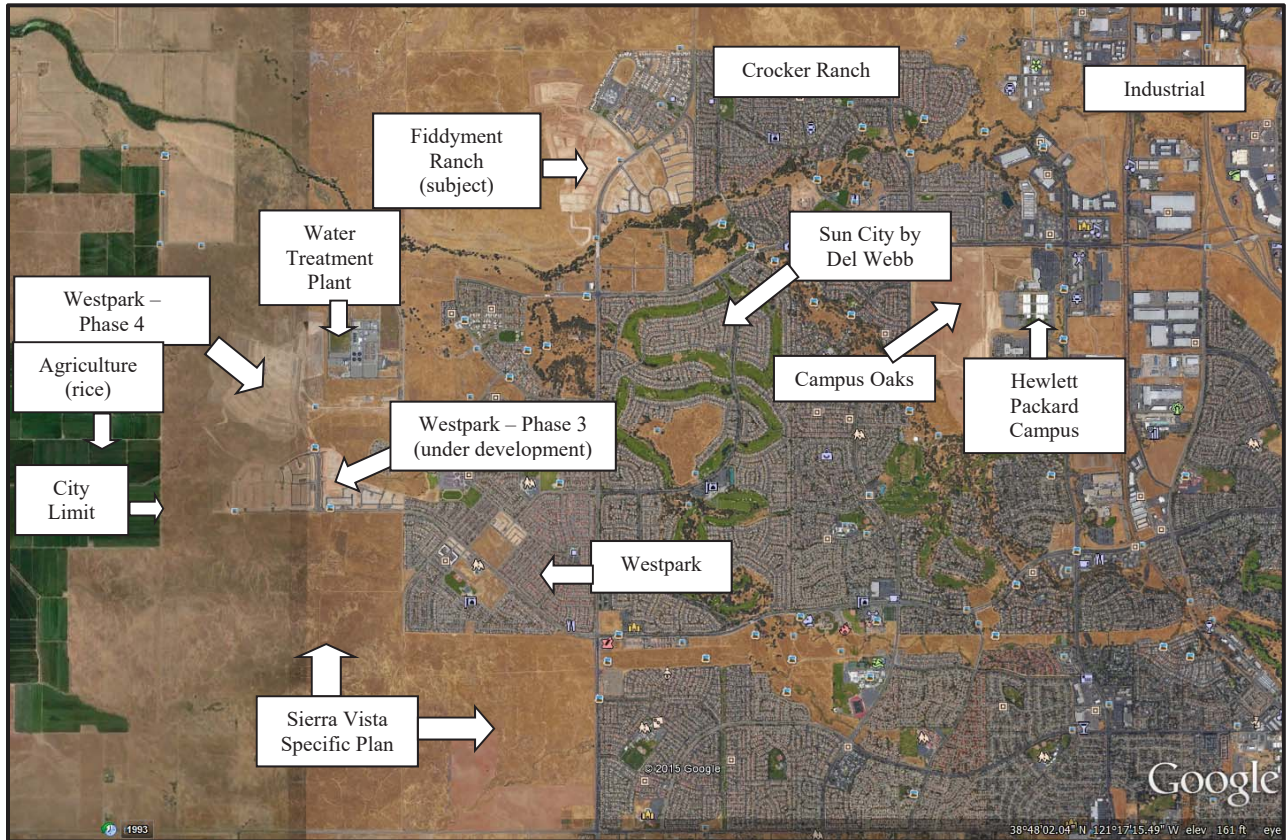 Crocker Ranch
Industrial
Fiddyment
Ranch
(subject)
Water
Treatment
Plant
Sun City by
Del Webb
Westpark –
Phase 4
Agriculture
(rice)
Campus Oaks
Hewlett
Packard
Campus
Westpark – Phase 3
(under development)
City
Limit
Westpark
Sierra Vista
Specific Plan
© 2015 Google
Google
1993
38°48'02.04" N 121°17'15.49" W elev 161 ft eye